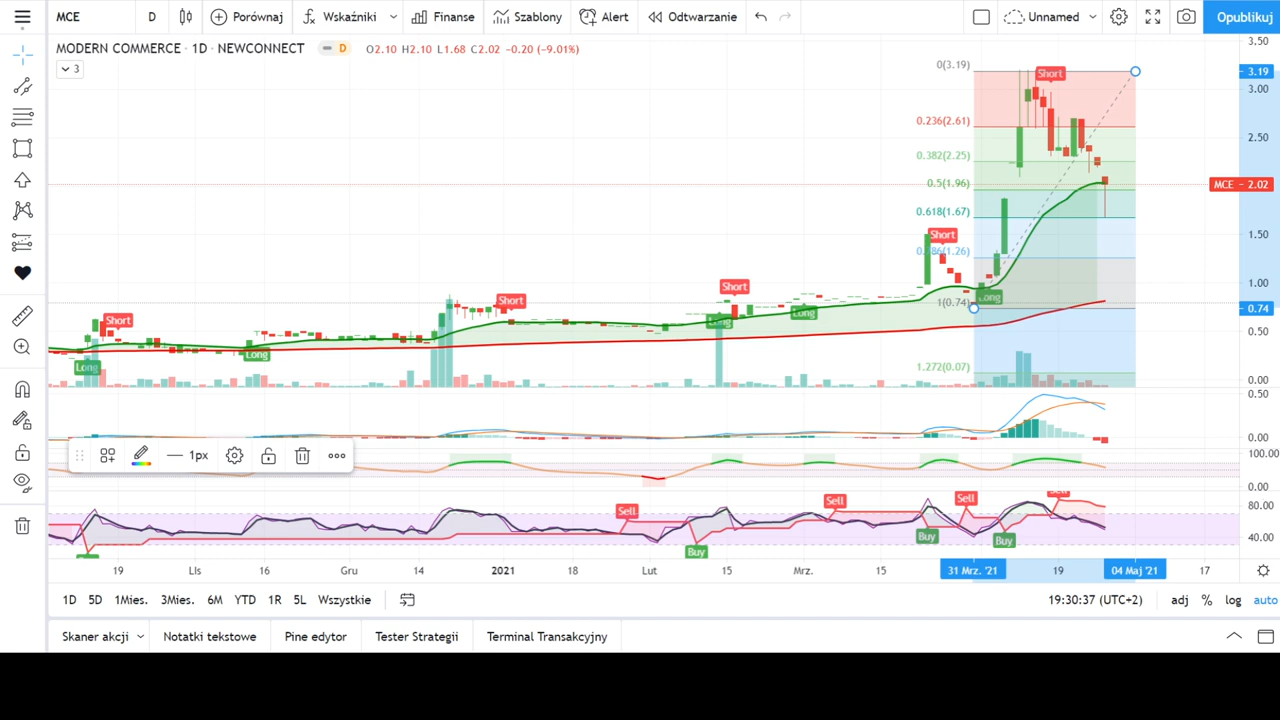 MCE D Porównaj Wskaźniki Finanse Szablony Alert Odtwarzanie Unnamed Opublikuj
MODERN COMMERCE · 1D · NEWCONNECT D O2.10 H2.10 L1.68 C2.02 −0.20 (−9.01%)
3
3.50
0(3.19)
Short
3.19
3.00
0.236(2.61)
2.50
0.382(2.25)
0.5(1.96)
MCE − 2.02
0.618(1.67)
Short
1.50
0.786(1.26)
Short
Short
Short
Long
Long
Long
Long
Long
1.00
1(0.74)
0.74
0.50
1.272(0.07)
0.00
0.50
0.00
1px
100.00
0.00
Sell
Sell
Sell
Sell
80.00
Buy
Buy
Buy
40.00
19 Lis 16 Gru 14 2021 18 Lut 15 Mrz. 15 31 Mrz. '21 19 04 Maj '21 17
1D 5D 1Mies. 3Mies. 6M YTD 1R 5L Wszystkie 19:30:37 (UTC+2) adj % log auto
Skaner akcji Notatki tekstowe Pine edytor Tester Strategii Terminal Transakcyjny